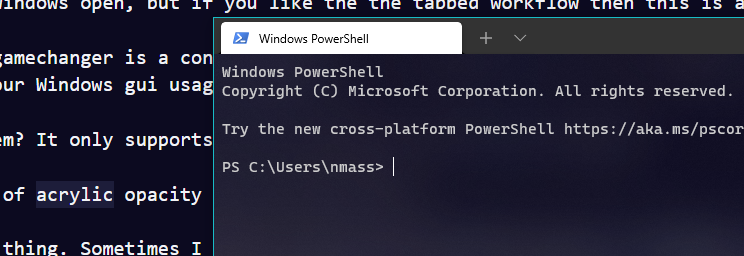 windows open, but if you like the the tabbed workflow then this is a
Windows PowerShell
gamechanger is a con
our Windows gui usag
em? It only supports
of acrylic opacity
thing. Sometimes I
Windows PowerShell
Copyright (C) Microsoft Corporation. All rights reserved.
Try the new cross-platform PowerShell https://aka.ms/pscor
PS C:\Users\nmass>